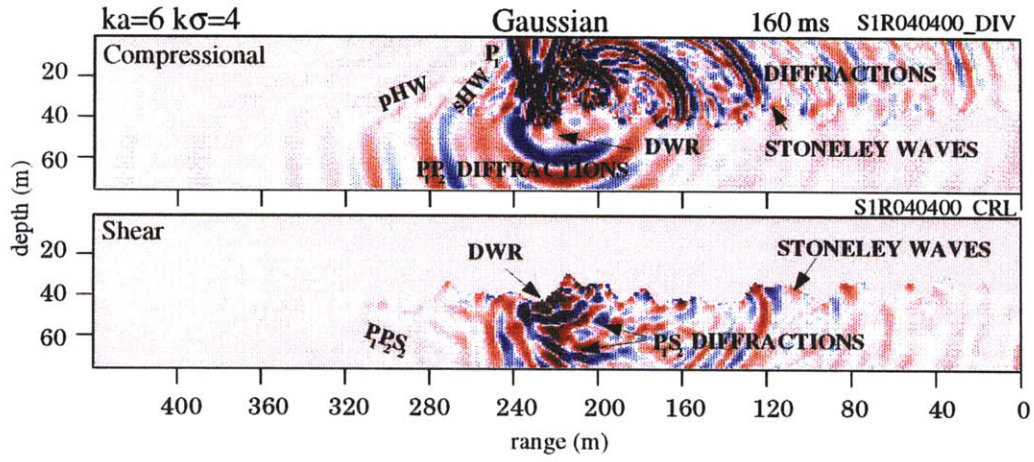 ka=6 kσ=4 Gaussian 160 ms S1R040400_DIV
Compressional
P1
DIFFRACTIONS
pHW
sHW
20
40
60
DWR
STONELEY WAVES
P1P2 DIFFRACTIONS
depth (m)
S1R040400_CRL
Shear
20
40
60
DWR
STONELEY WAVES
P1P2S2
P1S2 DIFFRACTIONS
400 360 320 280 240 200 160 120 80 40 0
range (m)